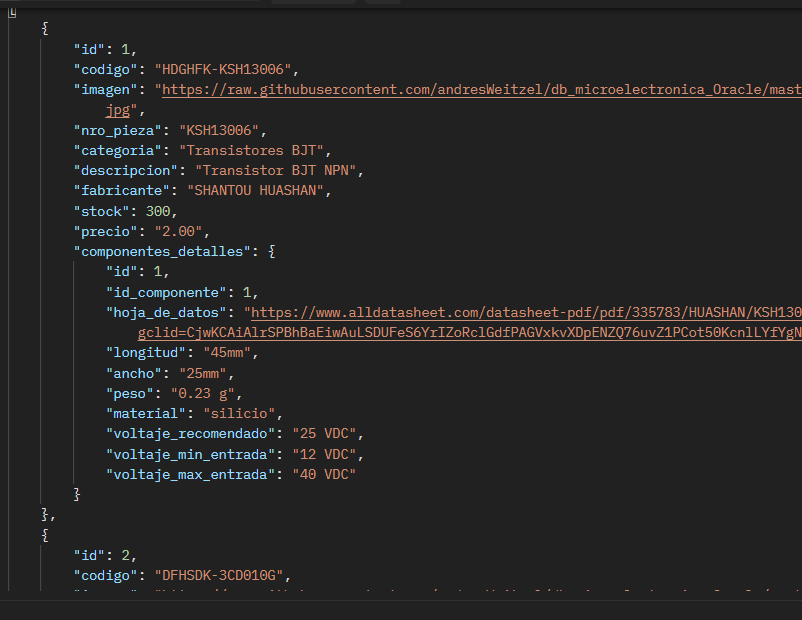 [
{
"id": 1,
"codigo": "HDGHFK-KSH13006",
"imagen": "https://raw.githubusercontent.com/andresWeitzel/db_microelectronica_Oracle/mast
jpg",
"nro_pieza": "KSH13006",
"categoria": "Transistores BJT",
"descripcion": "Transistor BJT NPN",
"fabricante": "SHANTOU HUASHAN",
"stock": 300,
"precio": "2.00",
"componentes_detalles": {
"id": 1,
"id_componente": 1,
"hoja_de_datos": "https://www.alldatasheet.com/datasheet-pdf/pdf/335783/HUASHAN/KSH130
gclid=CjwKCAiAlrSPBhBaEiwAuLSDUFeS6YrIZoRclGdfPAGVxkvXDpENZQ76uvZ1PCot50KcnlLYfYgN
"longitud": "45mm",
"ancho": "25mm",
"peso": "0.23 g",
"material": "silicio",
"voltaje_recomendado": "25 VDC",
"voltaje_min_entrada": "12 VDC",
"voltaje_max_entrada": "40 VDC"
}
},
{
"id": 2,
"codigo": "DFHSDK-3CD010G",